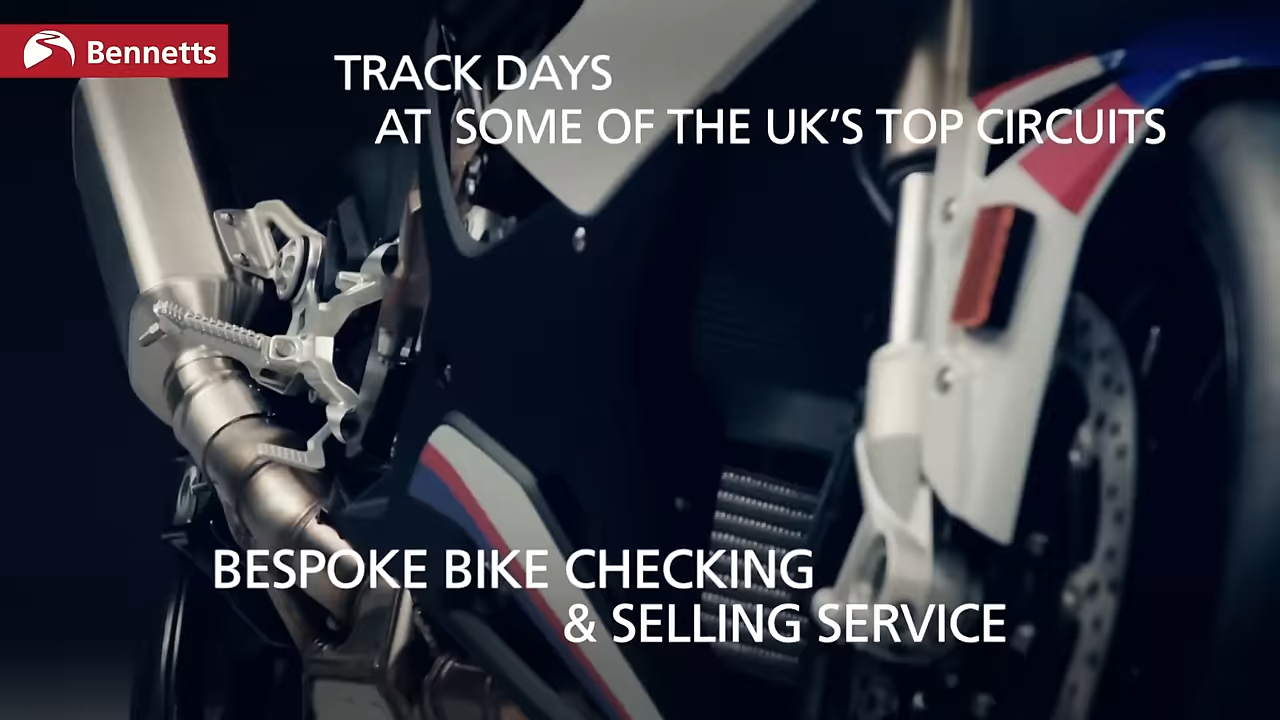 Bennetts
TRACK DAYS
AT SOME OF THE UK'S TOP CIRCUITS
BESPOKE BIKE CHECKING
& SELLING SERVICE